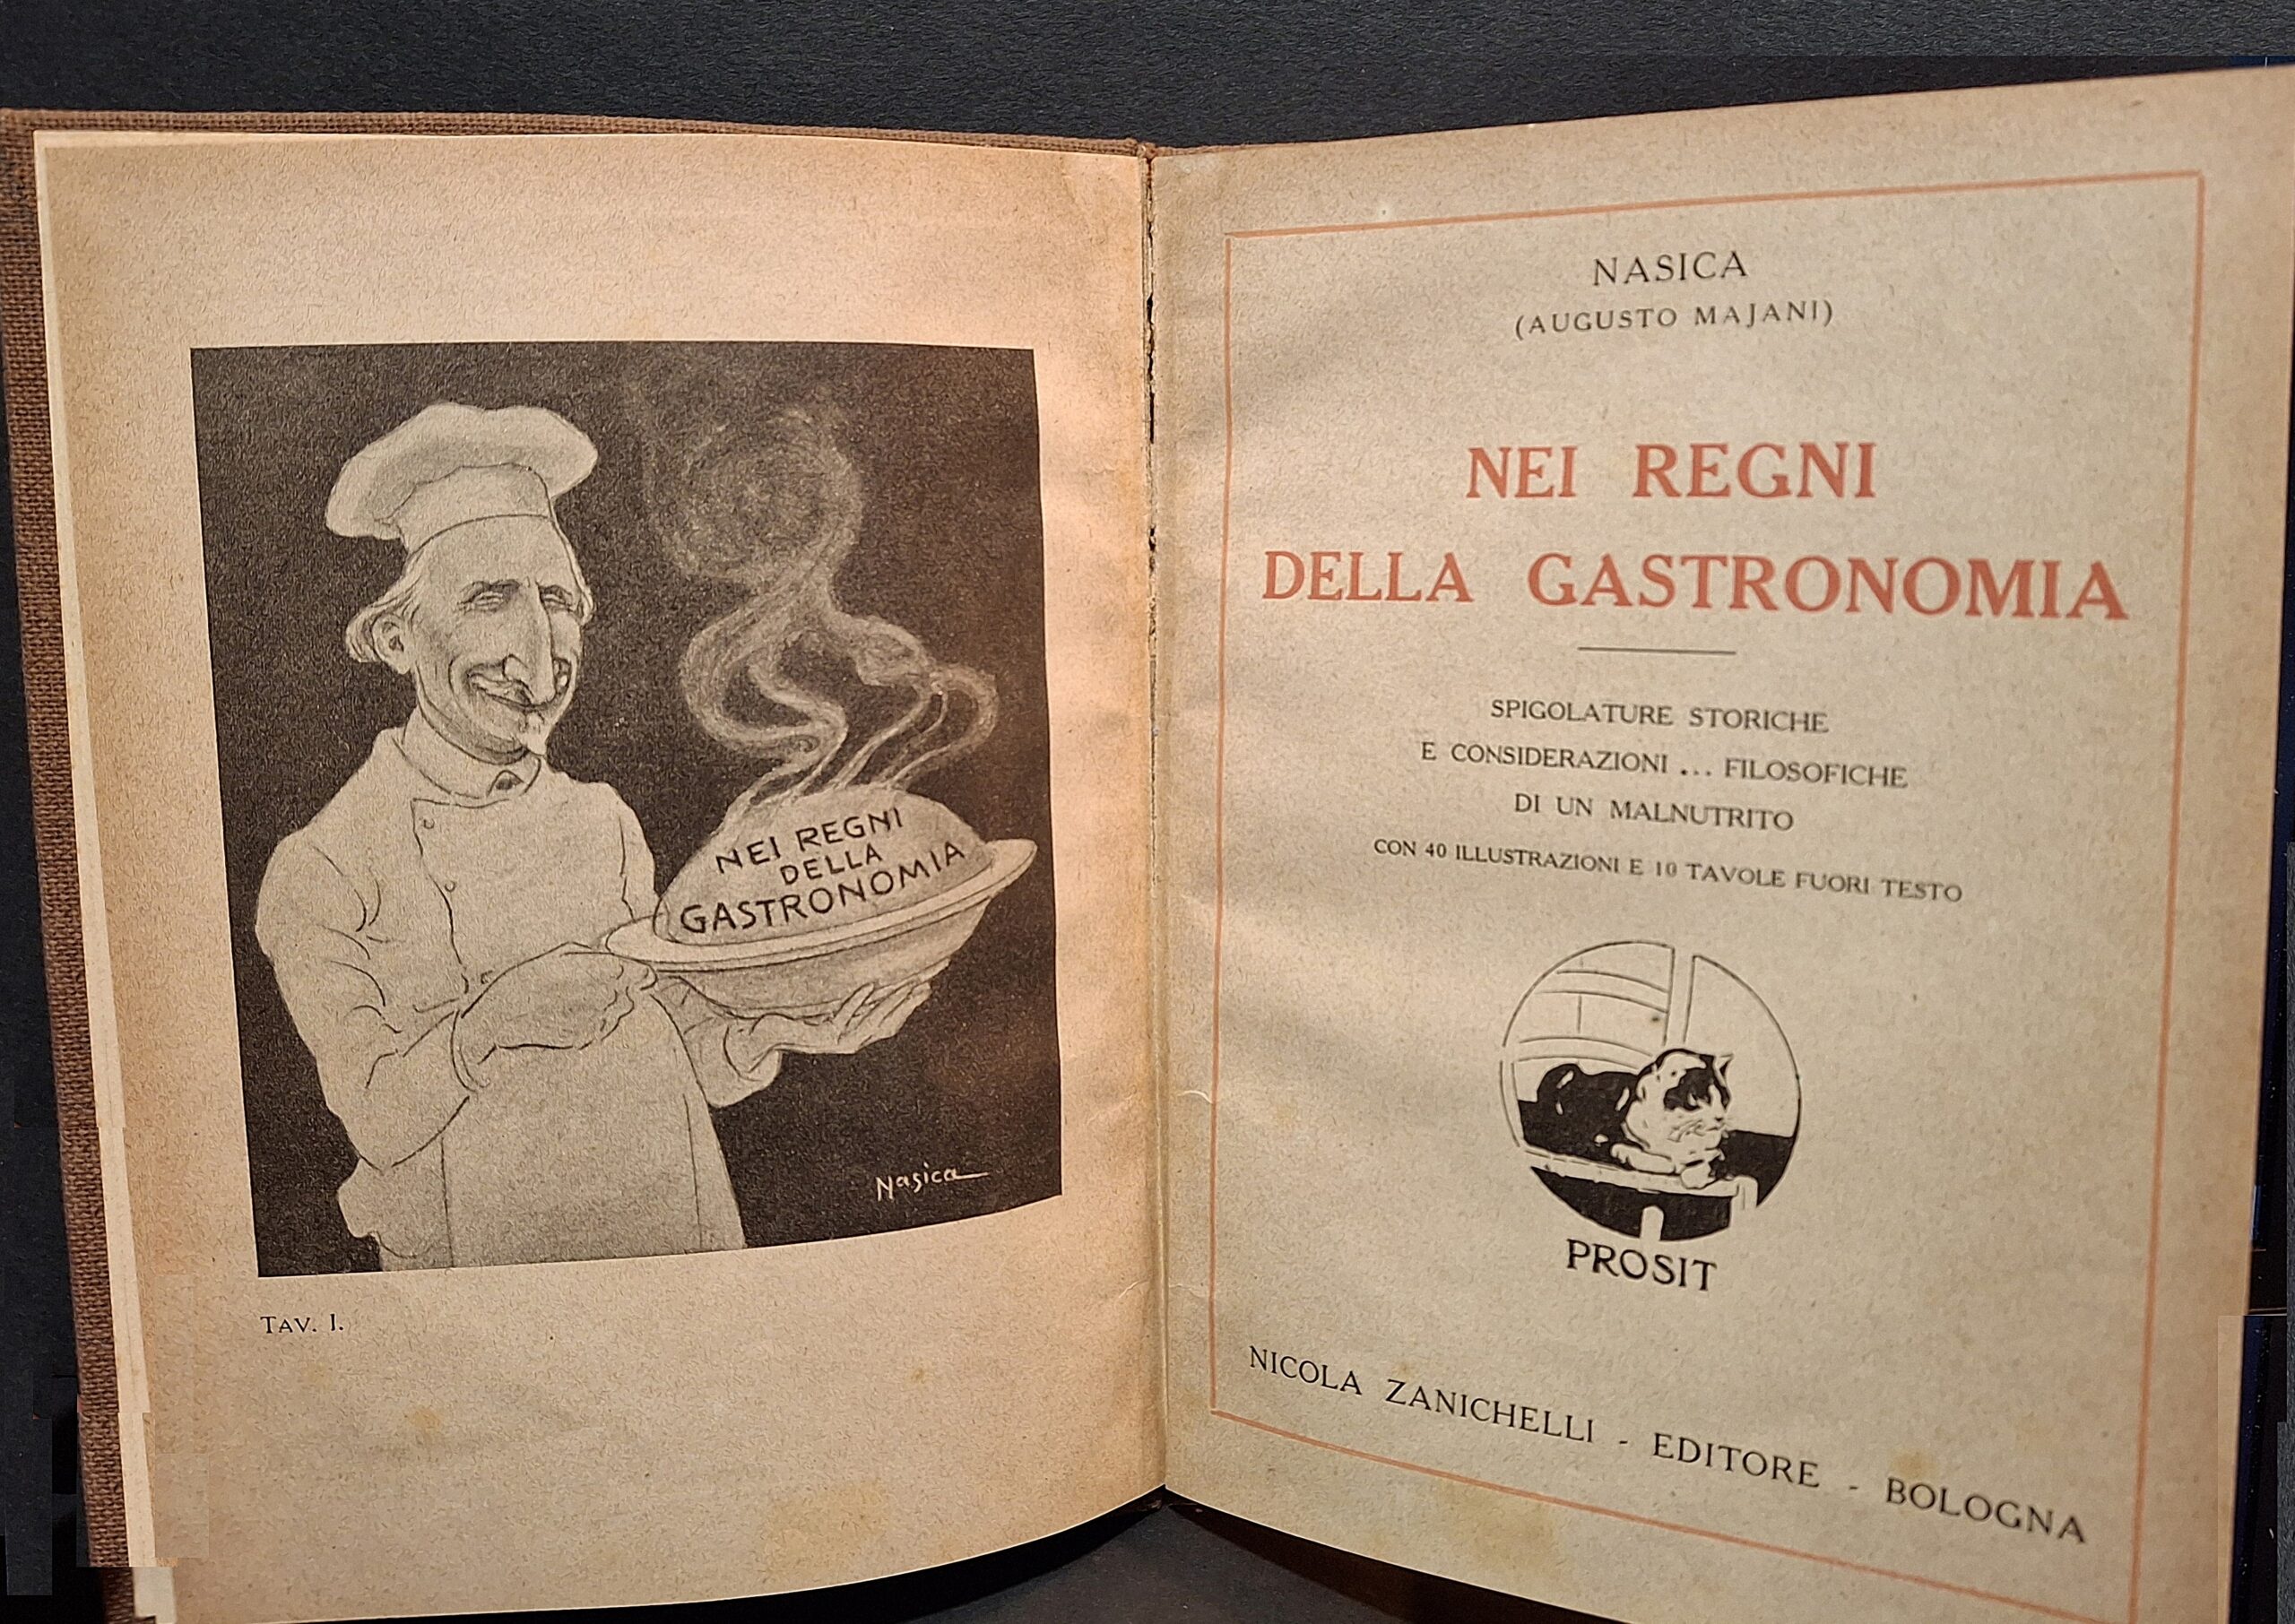 NEI REGNI
DELLA
GASTRONOMIA
Nasica
TAV. I.
NASICA
(AUGUSTO MAJANI)
NEI REGNI
DELLA GASTRONOMIA
SPIGOLATURE STORICHE
E CONSIDERAZIONI ... FILOSOFICHE
DI UN MALNUTRITO
CON 40 ILLUSTRAZIONI E 10 TAVOLE FUORI TESTO
PROSIT
NICOLA ZANICHELLI - EDITORE - BOLOGNA